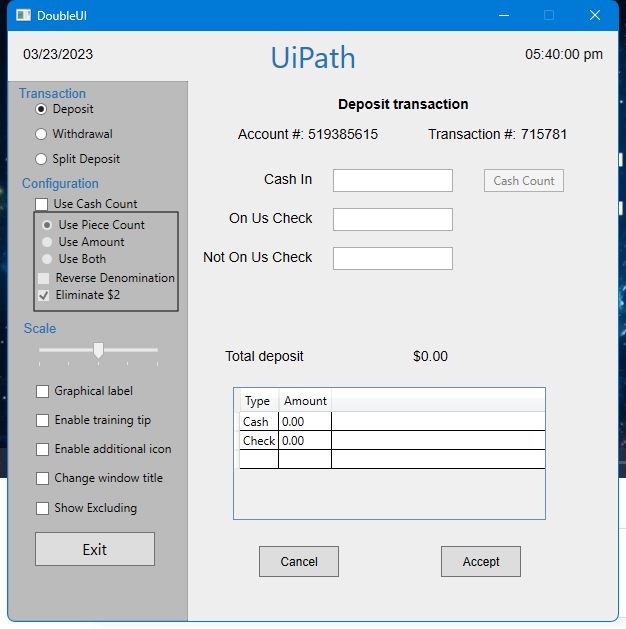 DoubleUI
03/23/2023
UiPath
05:40:00 pm
Transaction
Deposit
Withdrawal
Split Deposit
Configuration
Use Cash Count
Use Piece Count
Use Amount
Use Both
Reverse Denomination
Eliminate $2
Scale
Graphical label
Enable training tip
Enable additional icon
Change window title
Show Excluding
Exit
Deposit transaction
Account #: 519385615 Transaction #: 715781
Cash In Cash Count
On Us Check
Not On Us Check
Total deposit $0.00
Type Amount
Cash 0.00
Check 0.00
Cancel Accept